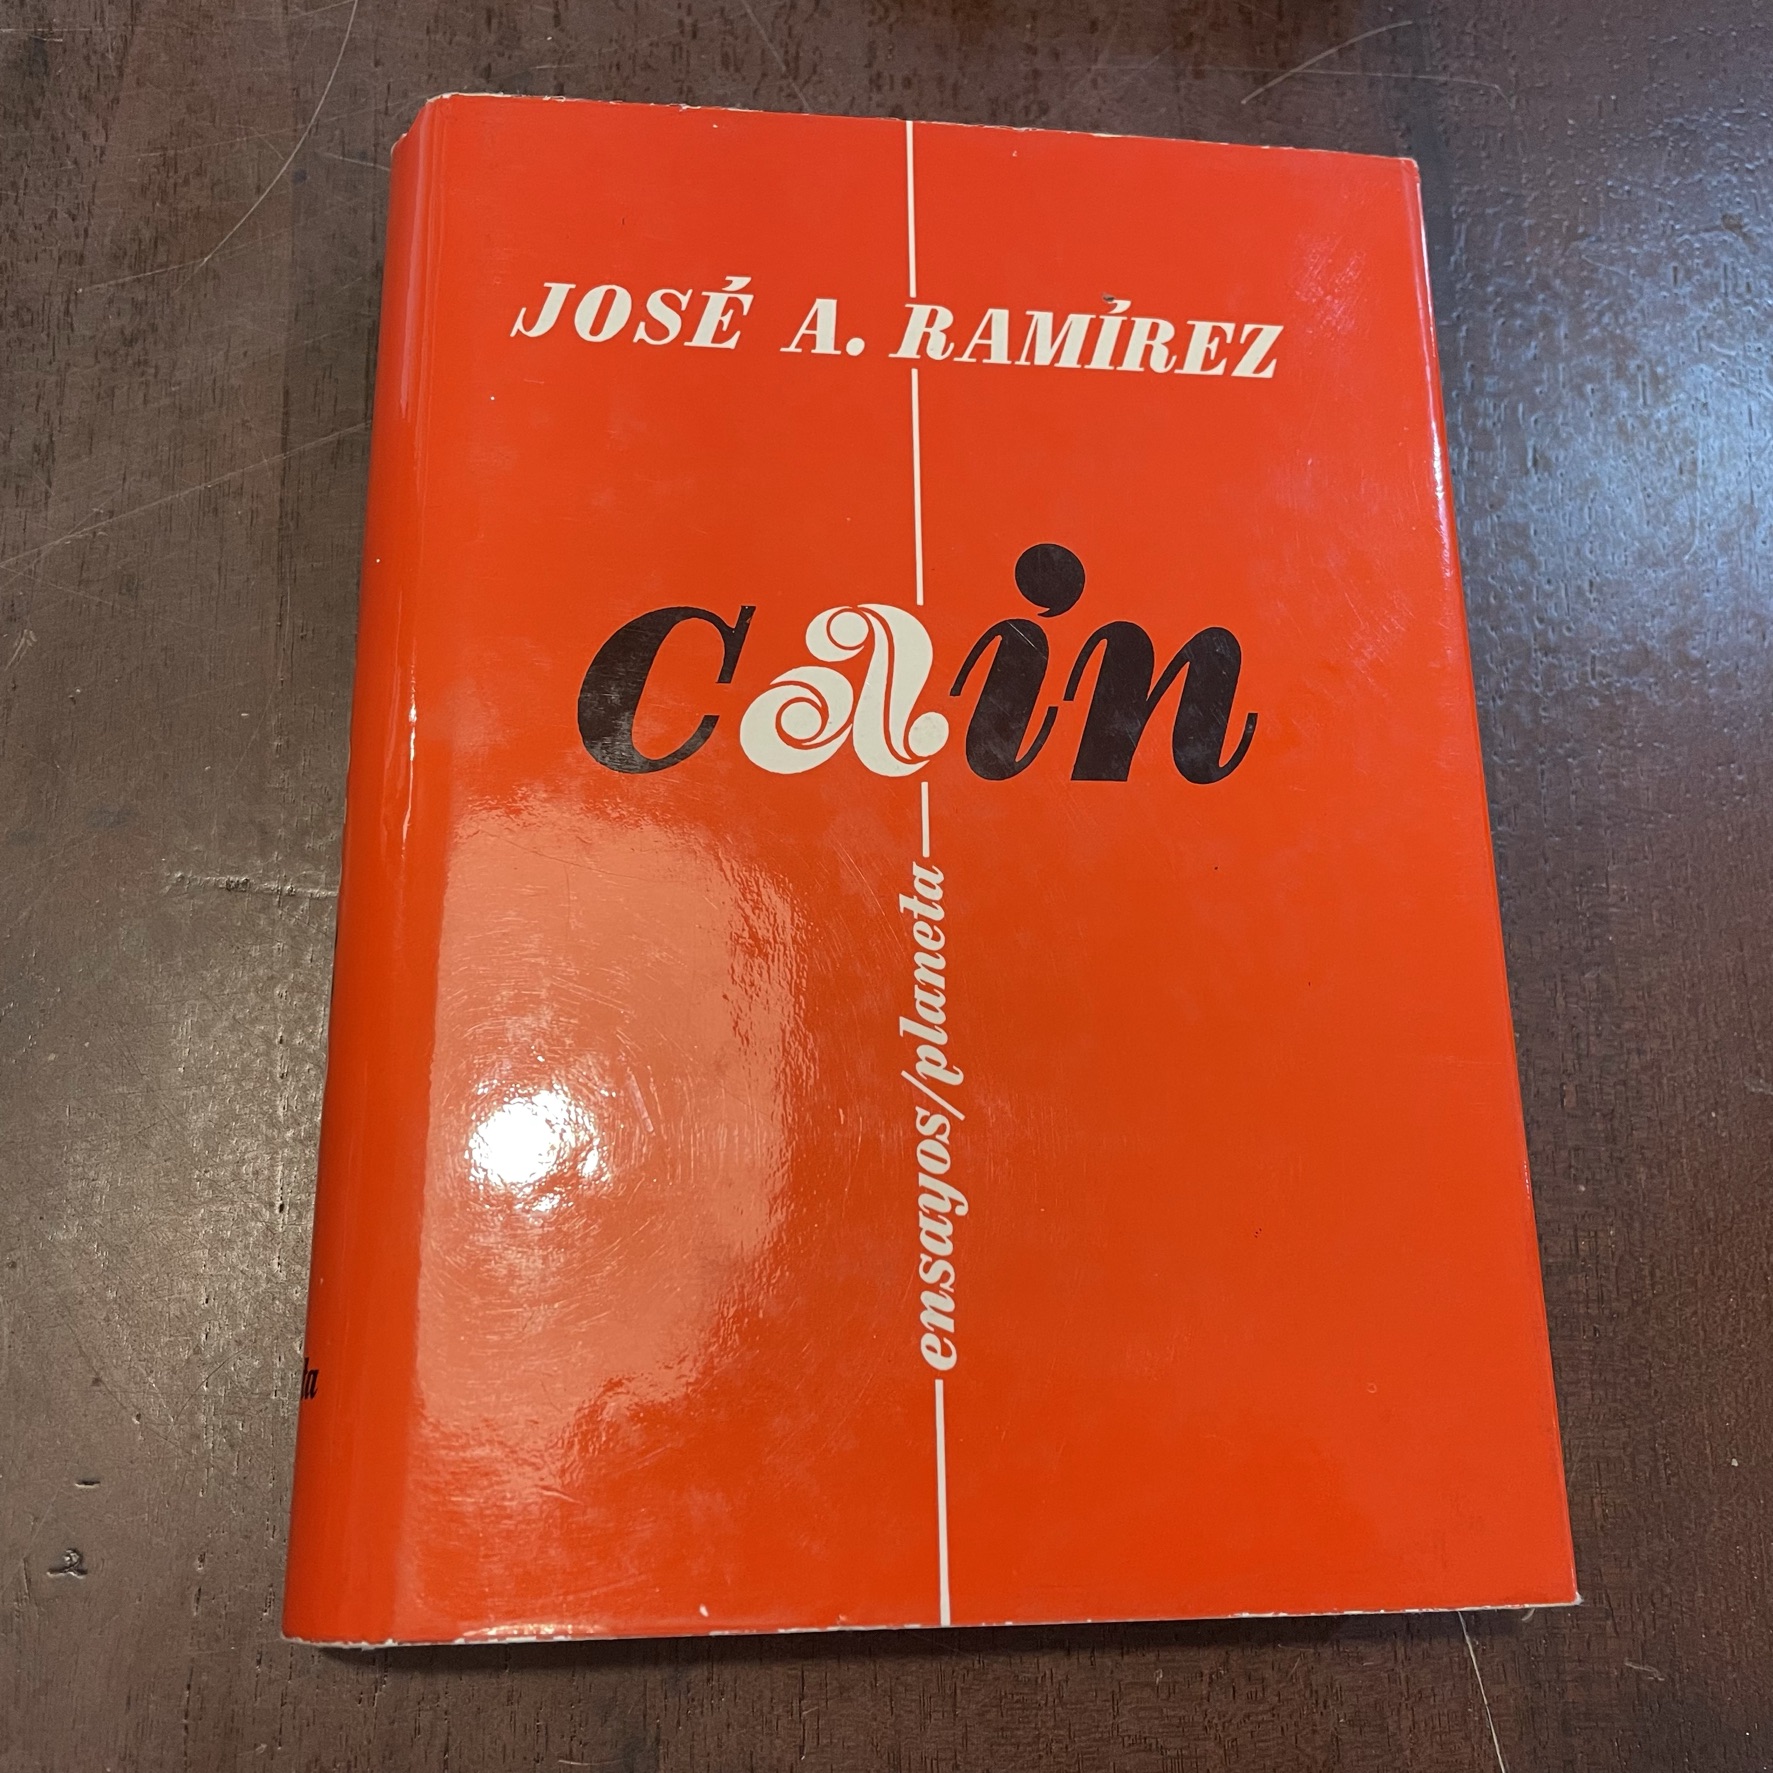 JOSÉ A. RAMÍREZ
cain
ensayos/planeta